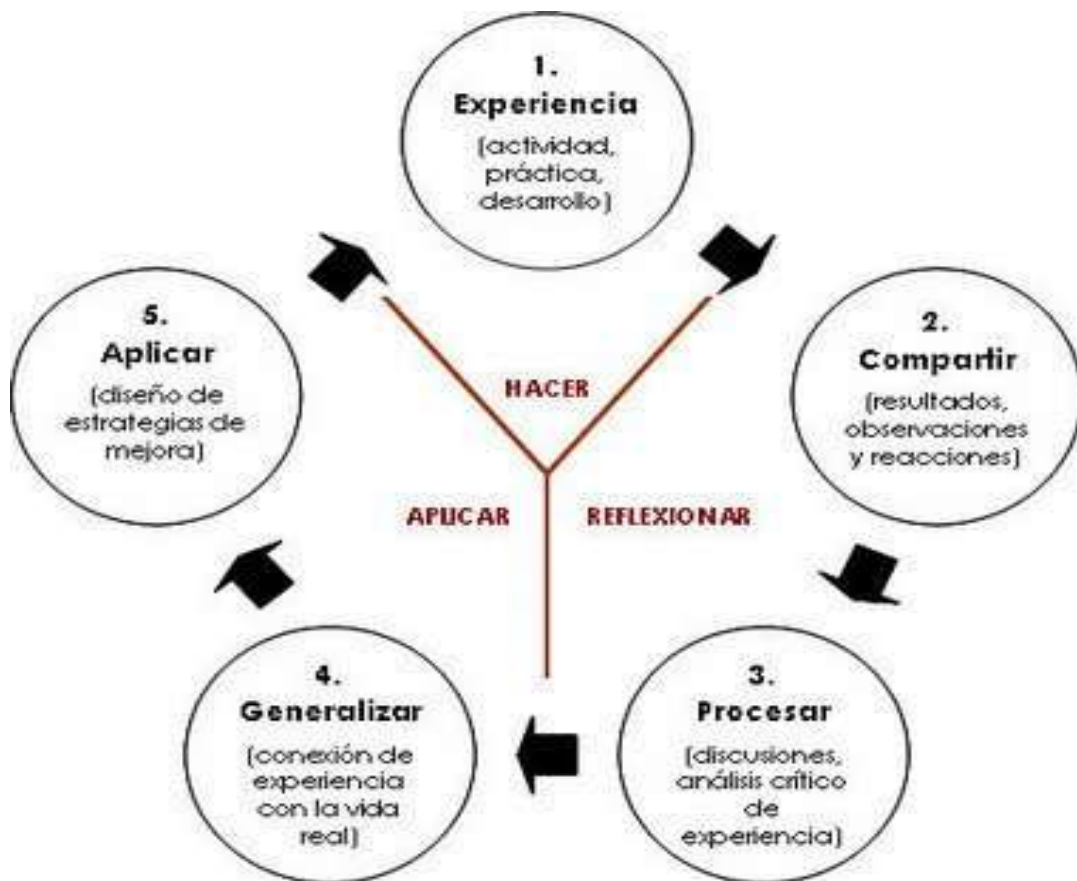 1.
Experiencia
(actividad,
práctica,
desarrollo)
2.
Compartir
(resultados,
observaciones
y reacciones)
3.
Procesar
(discusiones,
análisis crítico
de
experiencia)
4.
Generalizar
(conexión de
experiencia
con la vida
real)
5.
Aplicar
(diseño de
estrategias de
mejora)
HACER
APLICAR
REFLEXIONAR